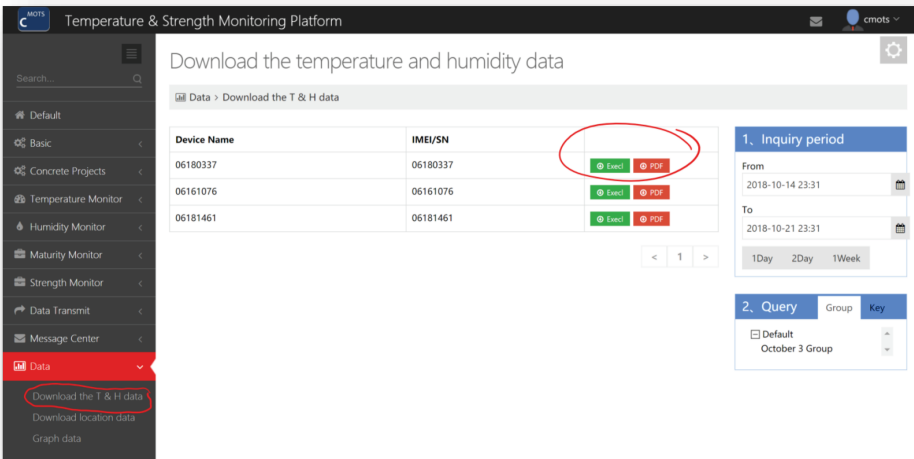 CMOTS
Temperature & Strength Monitoring Platform
cmots
Search...
Default
Basic
Concrete Projects
Temperature Monitor
Humidity Monitor
Maturity Monitor
Strength Monitor
Data Transmit
Message Center
Data
Download the T & H data
Download location data
Graph data
Download the temperature and humidity data
Data > Download the T & H data
Device Name IMEI/SN
06180337 06180337 Execl PDF
06161076 06161076 Execl PDF
06181461 06181461 Execl PDF
< 1 >
1、Inquiry period
From
2018-10-14 23:31
To
2018-10-21 23:31
1Day 2Day 1Week
2、Query Group Key
Default
October 3 Group